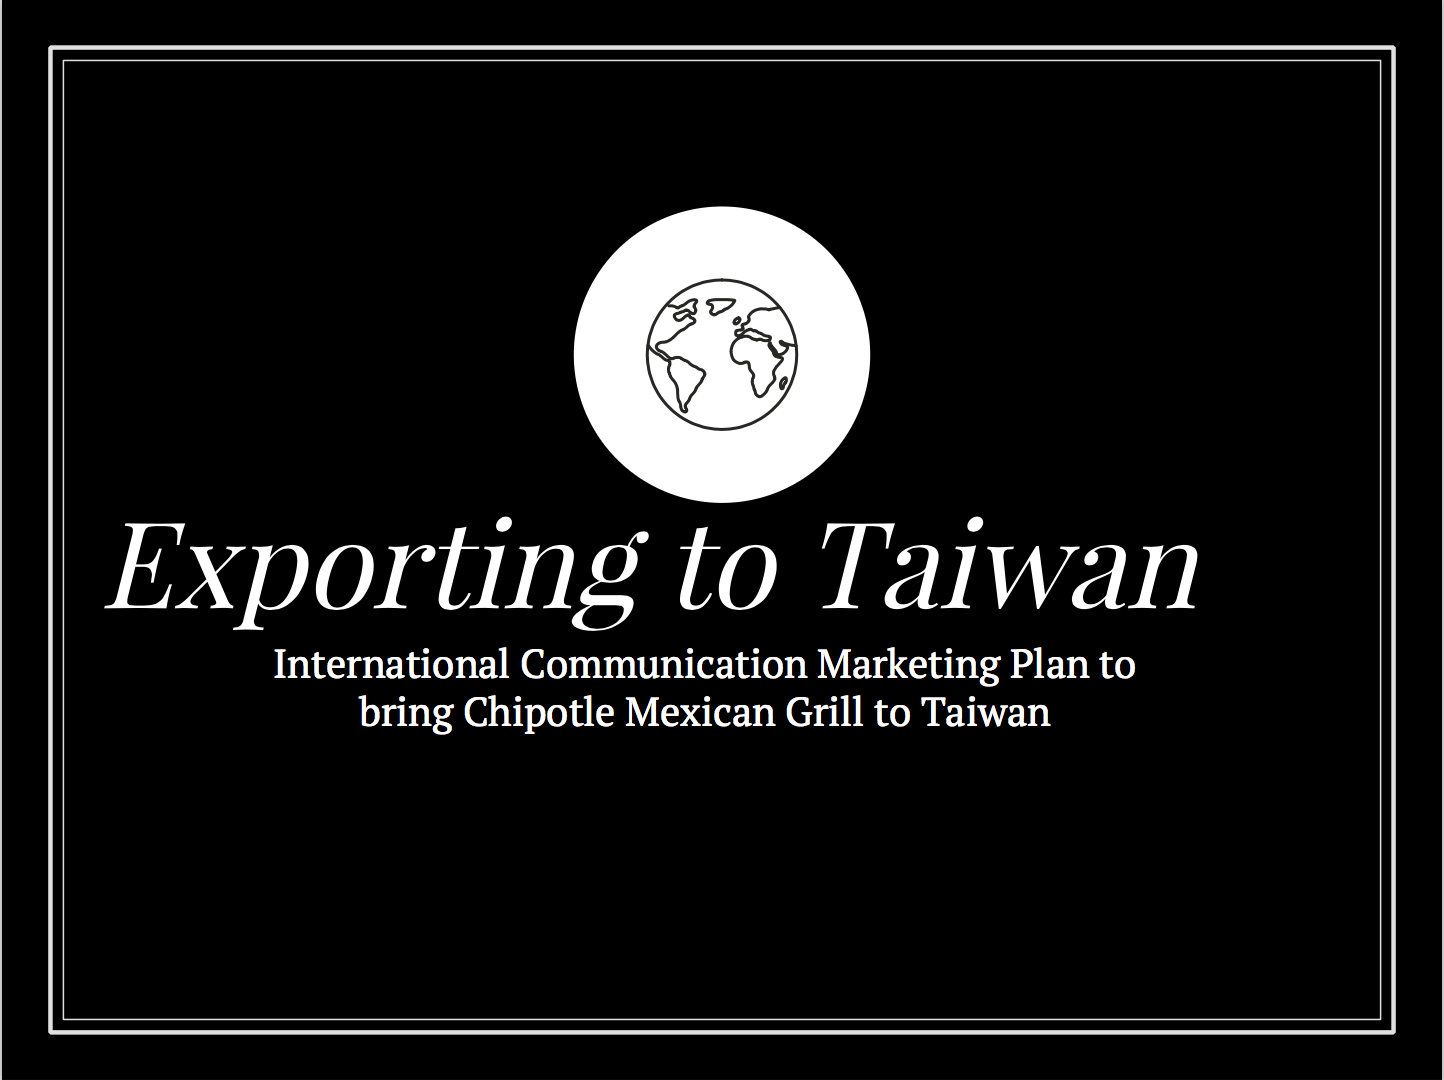 Exporting to Taiwan
International Communication Marketing Plan to
bring Chipotle Mexican Grill to Taiwan